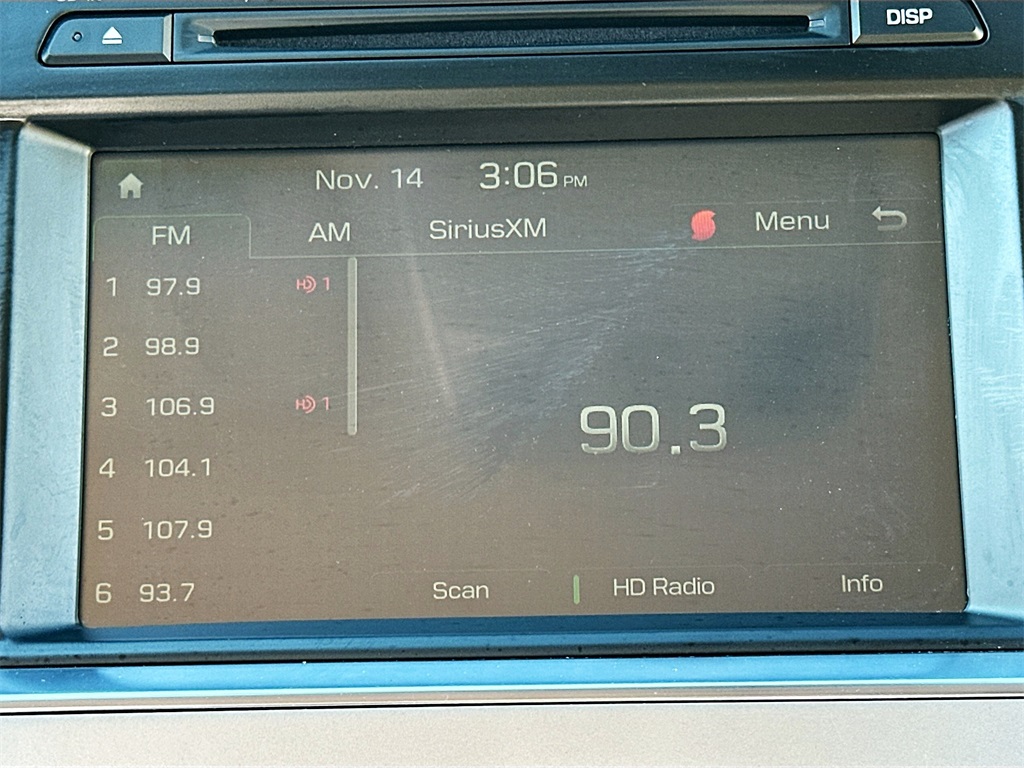 DISP
Nov. 14 3:06 PM
FM AM SiriusXM Menu
1 97.9 HD 1
2 98.9
3 106.9 HD 1
90.3
4 104.1
5 107.9
6 93.7
Scan HD Radio Info